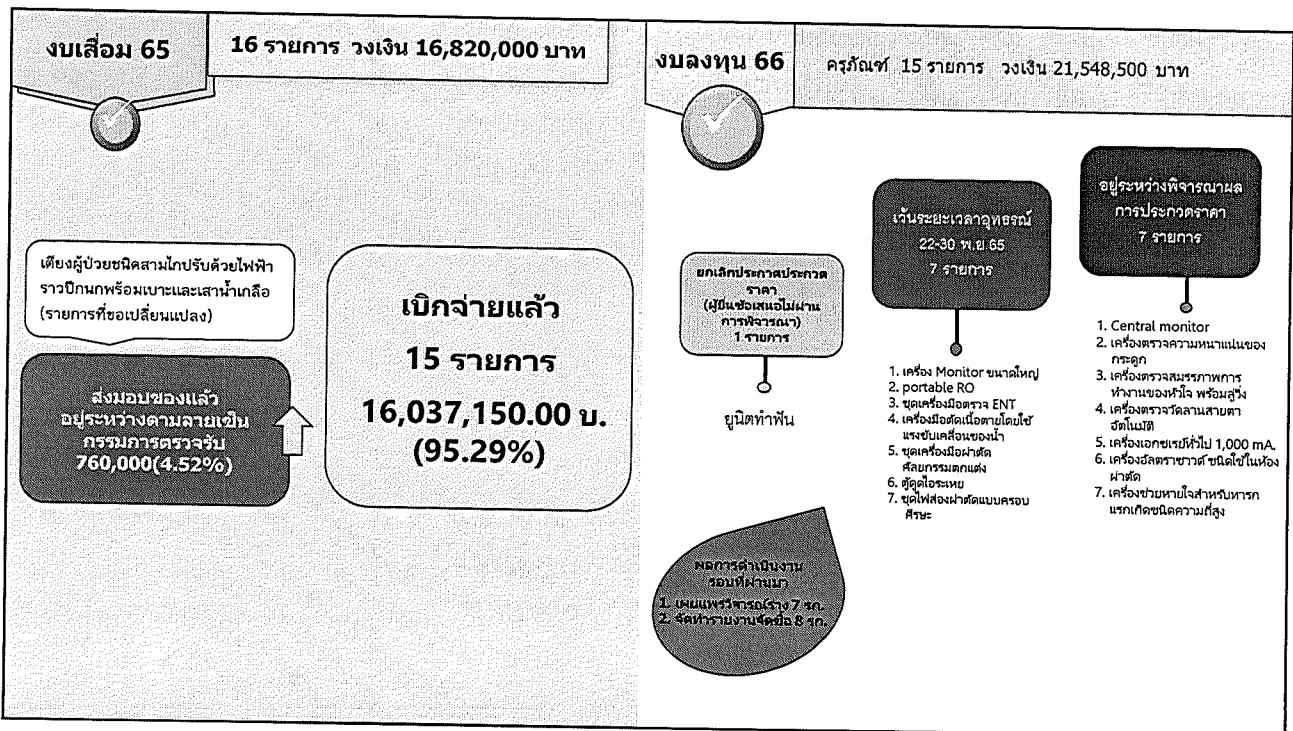 งบเสื่อม 65
16 รายการ วงเงิน 16,820,000 บาท
เตียงผู้ป่วยชนิดสามไกปรับด้วยไฟฟ้า
ราวปีกนกพร้อมเบาะและเสาน้ำเกลือ
(รายการที่ขอเปลี่ยนแปลง)
ส่งมอบของแล้ว
อยู่ระหว่างตามลายเซ็น
กรรมการตรวจรับ
760,000(4.52%)
เบิกจ่ายแล้ว
15 รายการ
16,037,150.00 บ.
(95.29%)
งบลงทุน 66
ครุภัณฑ์ 15 รายการ วงเงิน 21,548,500 บาท
ยกเลิกประกาศประกวด
ราคา
(ผู้ยื่นข้อเสนอไม่ผ่าน
การพิจารณา)
1 รายการ
ยูนิตทำฟัน
เว้นระยะเวลาอุทธรณ์
22-30 พ.ย.65
7 รายการ
1. เครื่อง Monitor ขนาดใหญ่
2. portable RO
3. ชุดเครื่องมือตรวจ ENT
4. เครื่องมือตัดเนื้อตายโดยใช้
แรงขับเคลื่อนของน้ำ
5. ชุดเครื่องมือผ่าตัด
ศัลยกรรมตกแต่ง
6. ตู้ดูดไอระเหย
7. ชุดไฟส่องผ่าตัดแบบครอบ
ศีรษะ
อยู่ระหว่างพิจารณาผล
การประกวดราคา
7 รายการ
1. Central monitor
2. เครื่องตรวจความหนาแน่นของ
กระดูก
3. เครื่องตรวจสมรรถภาพการ
ทำงานของหัวใจ พร้อมลู่วิ่ง
4. เครื่องตรวจวัดลานสายตา
อัตโนมัติ
5. เครื่องเอกซเรย์ทั่วไป 1,000 mA.
6. เครื่องอัลตราซาวด์ ชนิดใช้ในห้อง
ผ่าตัด
7. เครื่องช่วยหายใจสำหรับทารก
แรกเกิดชนิดความถี่สูง
ผลการดำเนินงาน
รอบที่ผ่านมา
1. เผยแพร่วิจารณ์ร่าง 7 รก.
2. จัดทำรายงานจัดซื้อ 8 รก.